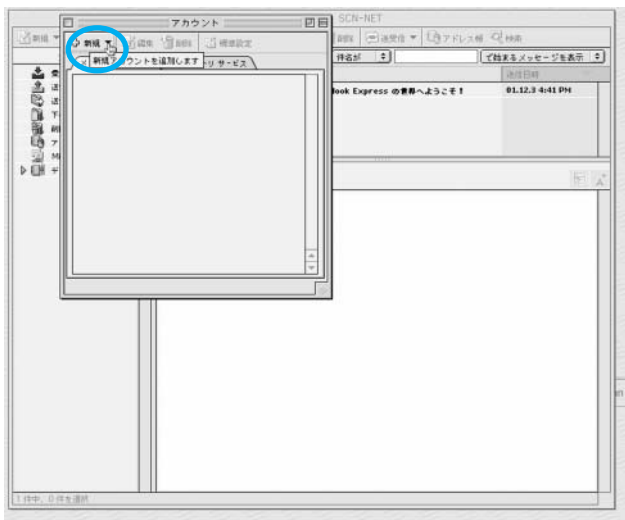 アカウント
SCN-NET
新規
編集
削除
標準設定
新規
削除
送受信
アドレス帳
検索
新規アカウントを追加します
リ サービス
件名が
で始まるメッセージを表示
送信日時
look Express の世界へようこそ！
01.12.3 4:41 PM
1 件中、0 件を選択